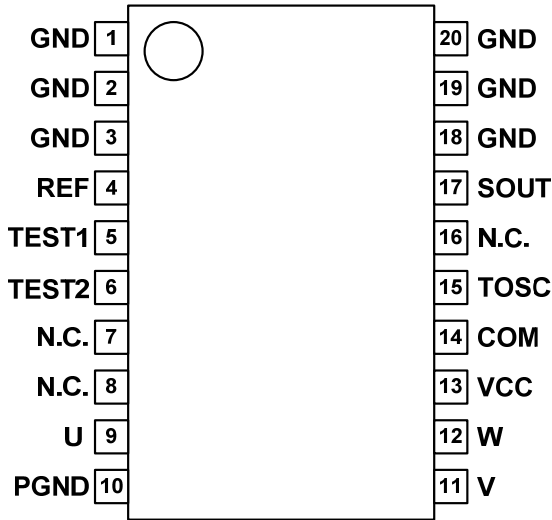 GND 1 20 GND
GND 2 19 GND
GND 3 18 GND
REF 4 17 SOUT
TEST1 5 16 N.C.
TEST2 6 15 TOSC
N.C. 7 14 COM
N.C. 8 13 VCC
U 9 12 W
PGND 10 11 V